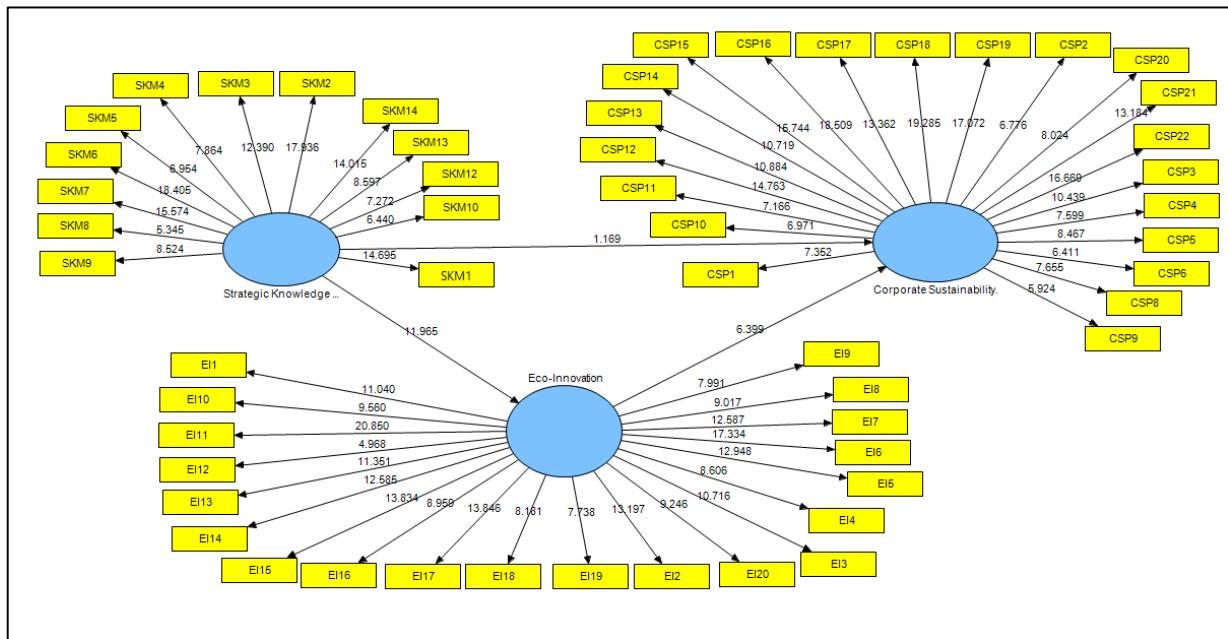 CSP15
CSP16
CSP17
CSP18
CSP19
CSP2
CSP20
CSP21
CSP22
CSP3
CSP4
CSP5
CSP6
CSP8
CSP9
CSP14
CSP13
CSP12
CSP11
CSP10
CSP1
15.744
18.509
13.362
19.285
17.072
6.776
8.024
13.184
16.669
10.439
7.599
8.467
6.411
7.655
5.924
10.719
10.884
14.763
7.166
6.971
7.352
Corporate Sustainability.
SKM4
SKM3
SKM2
SKM14
SKM13
SKM12
SKM10
SKM1
SKM5
SKM6
SKM7
SKM8
SKM9
7.864
12.390
17.936
14.015
8.597
7.272
6.440
14.695
6.954
18.405
15.574
5.345
8.524
Strategic Knowledge ...
1.169
11.965
6.399
Eco-Innovation
EI1
EI10
EI11
EI12
EI13
EI14
EI15
EI16
EI17
EI18
EI19
EI2
EI20
EI3
EI4
EI5
EI6
EI7
EI8
EI9
11.040
9.560
20.850
4.968
11.351
12.585
13.834
8.959
13.846
8.181
7.738
13.197
9.246
10.716
8.606
12.948
17.334
12.587
9.017
7.991